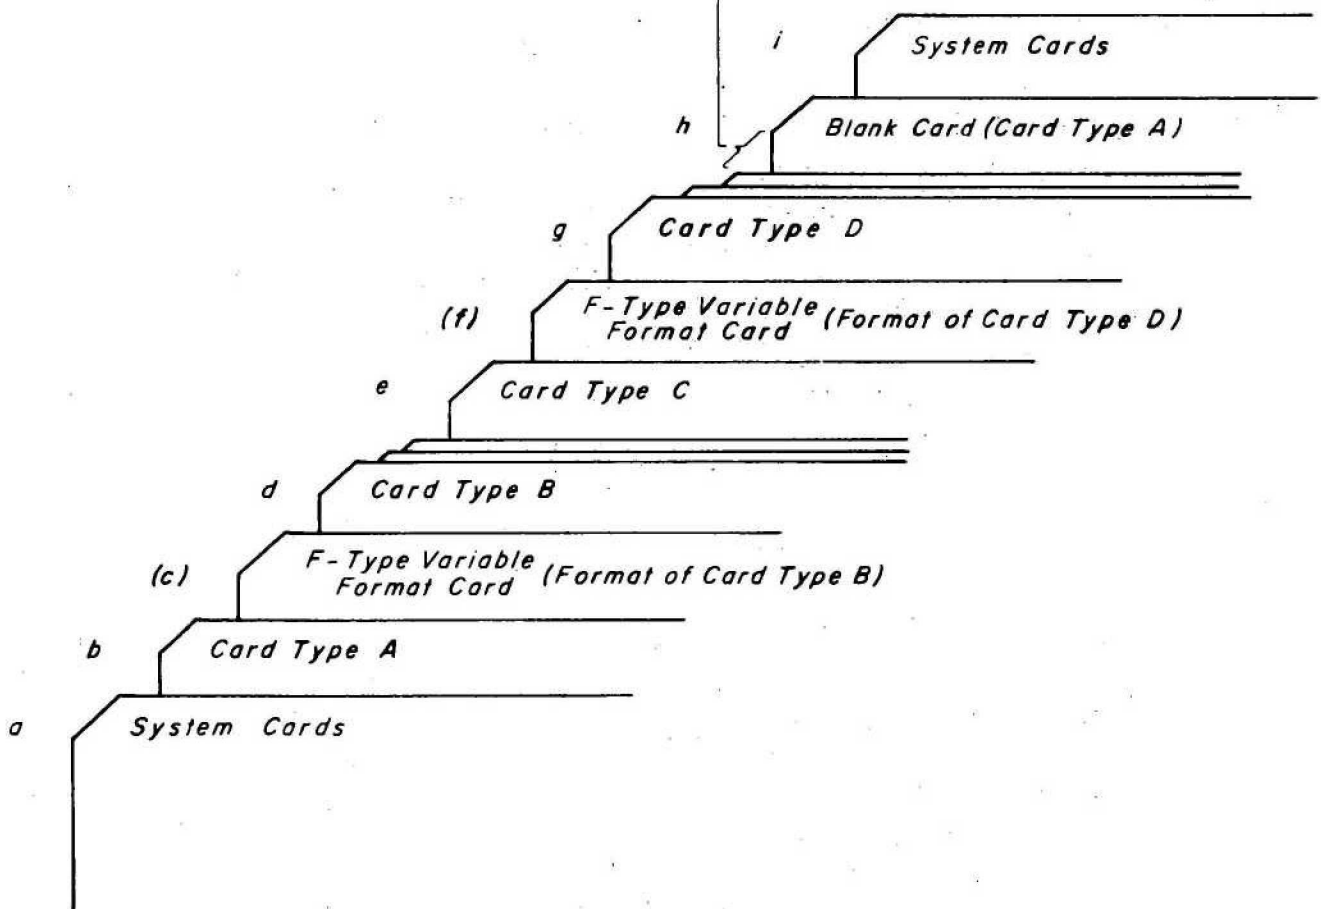 i System Cards
h Blank Card (Card Type A)
g Card Type D
(f) F-Type Variable Format Card (Format of Card Type D)
e Card Type C
d Card Type B
(c) F-Type Variable Format Card (Format of Card Type B)
b Card Type A
a System Cards